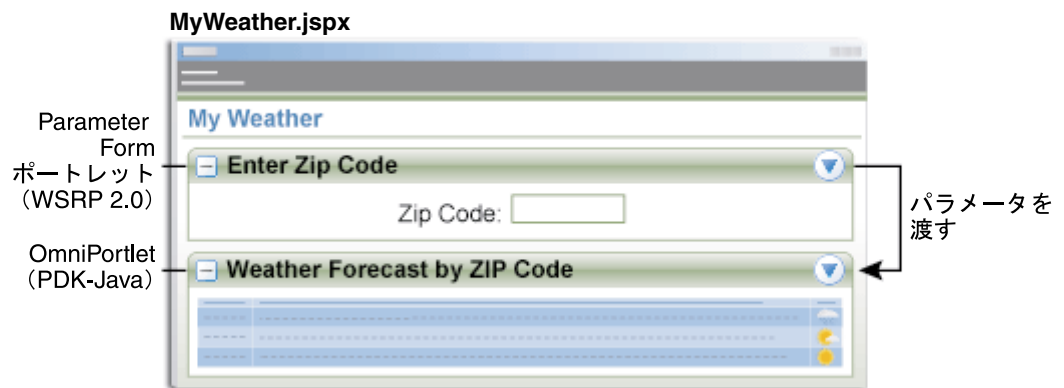 MyWeather.jspx
My Weather
Parameter
Form
ポートレット
（WSRP 2.0）
Enter Zip Code
Zip Code:
パラメータを
渡す
OmniPortlet
（PDK-Java）
Weather Forecast by ZIP Code